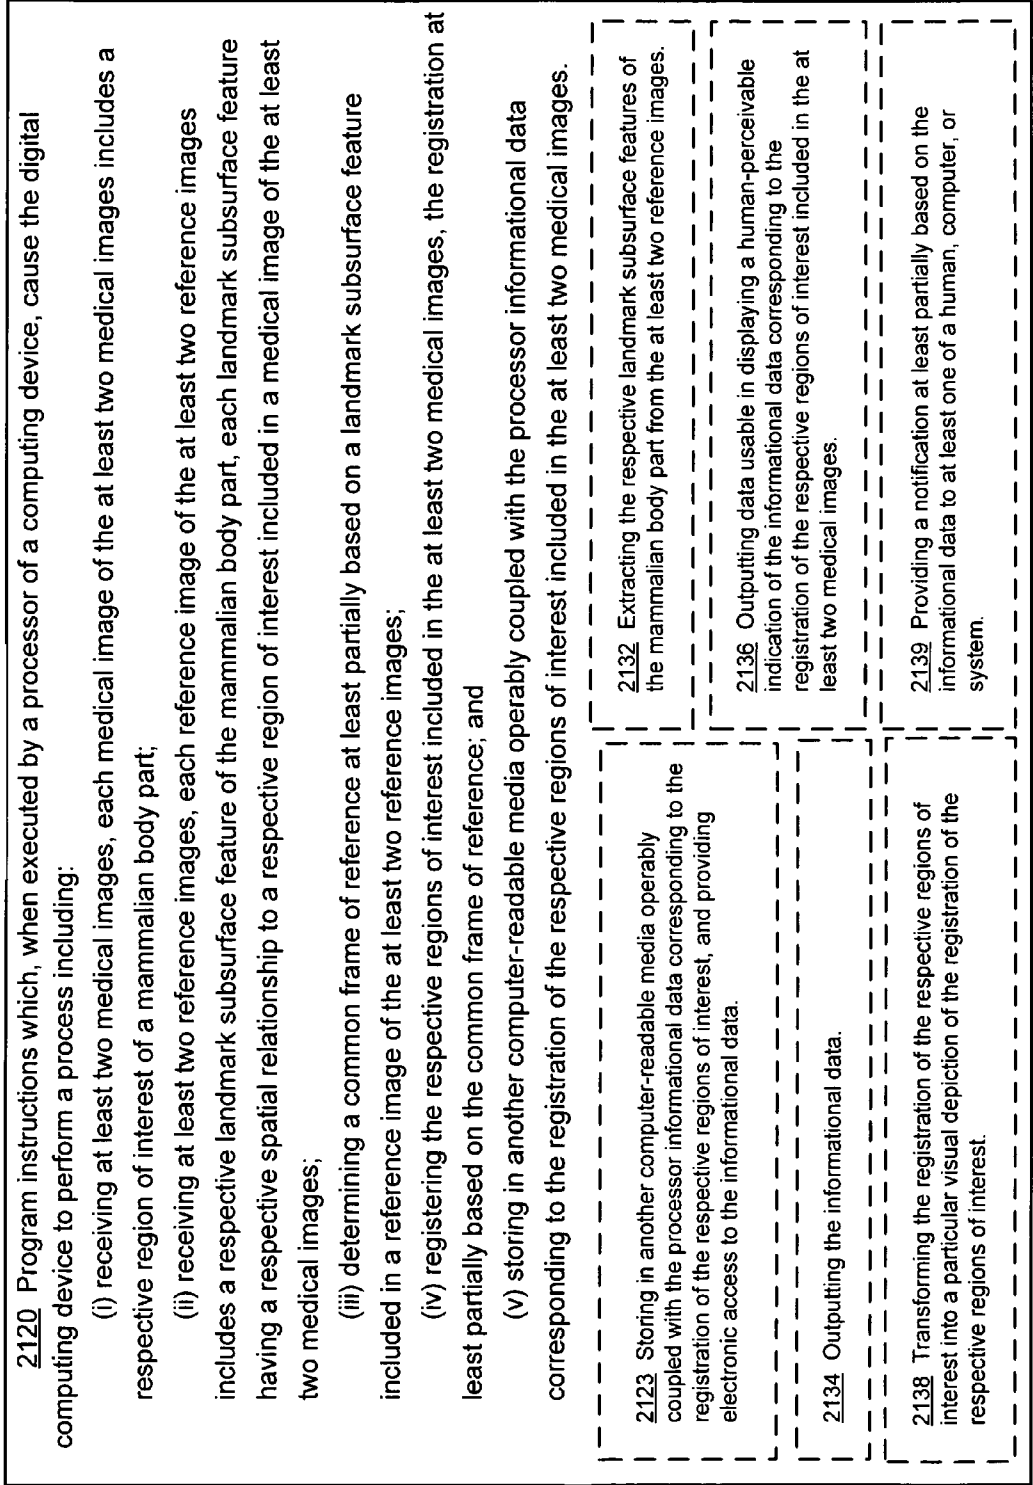 2120 Program instructions which, when executed by a processor of a computing device, cause the digital
computing device to perform a process including:
(i) receiving at least two medical images, each medical image of the at least two medical images includes a
respective region of interest of a mammalian body part;
(ii) receiving at least two reference images, each reference image of the at least two reference images
includes a respective landmark subsurface feature of the mammalian body part, each landmark subsurface feature
having a respective spatial relationship to a respective region of interest included in a medical image of the at least
two medical images;
(iii) determining a common frame of reference at least partially based on a landmark subsurface feature
included in a reference image of the at least two reference images;
(iv) registering the respective regions of interest included in the at least two medical images, the registration at
least partially based on the common frame of reference; and
(v) storing in another computer-readable media operably coupled with the processor informational data
corresponding to the registration of the respective regions of interest included in the at least two medical images.
2123 Storing in another computer-readable media operably
coupled with the processor informational data corresponding to the
registration of the respective regions of interest, and providing
electronic access to the informational data.
2132 Extracting the respective landmark subsurface features of
the mammalian body part from the at least two reference images.
2134 Outputting the informational data.
2136 Outputting data usable in displaying a human-perceivable
indication of the informational data corresponding to the
registration of the respective regions of interest included in the at
least two medical images.
2138 Transforming the registration of the respective regions of
interest into a particular visual depiction of the registration of the
respective regions of interest.
2139 Providing a notification at least partially based on the
informational data to at least one of a human, computer, or
system.